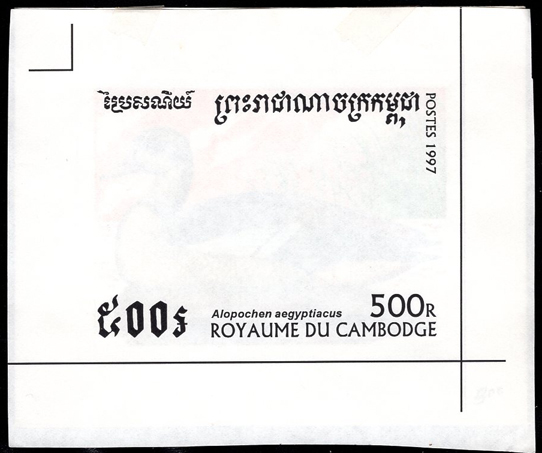 ប្រៃសណីយ៍ ព្រះរាជាណាចក្រកម្ពុជា
POSTES 1997
៥០០៛ Alopochen aegyptiacus 500R
ROYAUME DU CAMBODGE